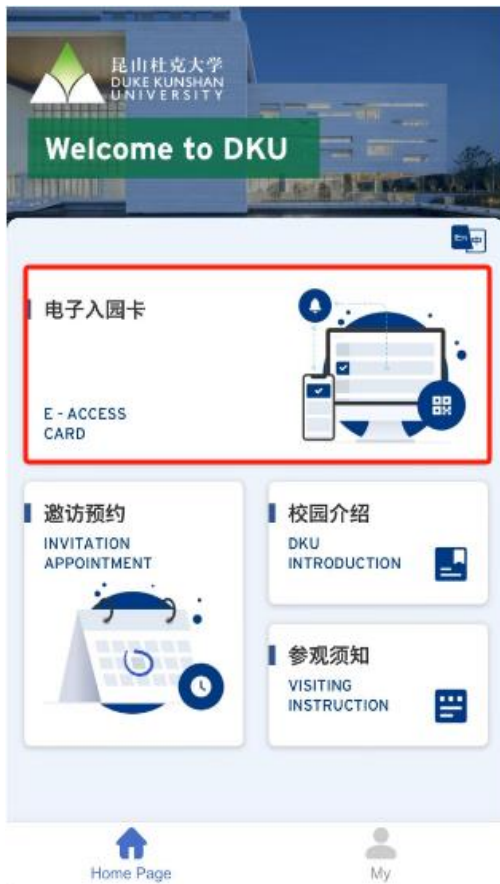 昆山杜克大学
DUKE KUNSHAN
UNIVERSITY
Welcome to DKU
En 中
电子入园卡
E - ACCESS
CARD
邀访预约
INVITATION
APPOINTMENT
校园介绍
DKU
INTRODUCTION
参观须知
VISITING
INSTRUCTION
Home Page
My